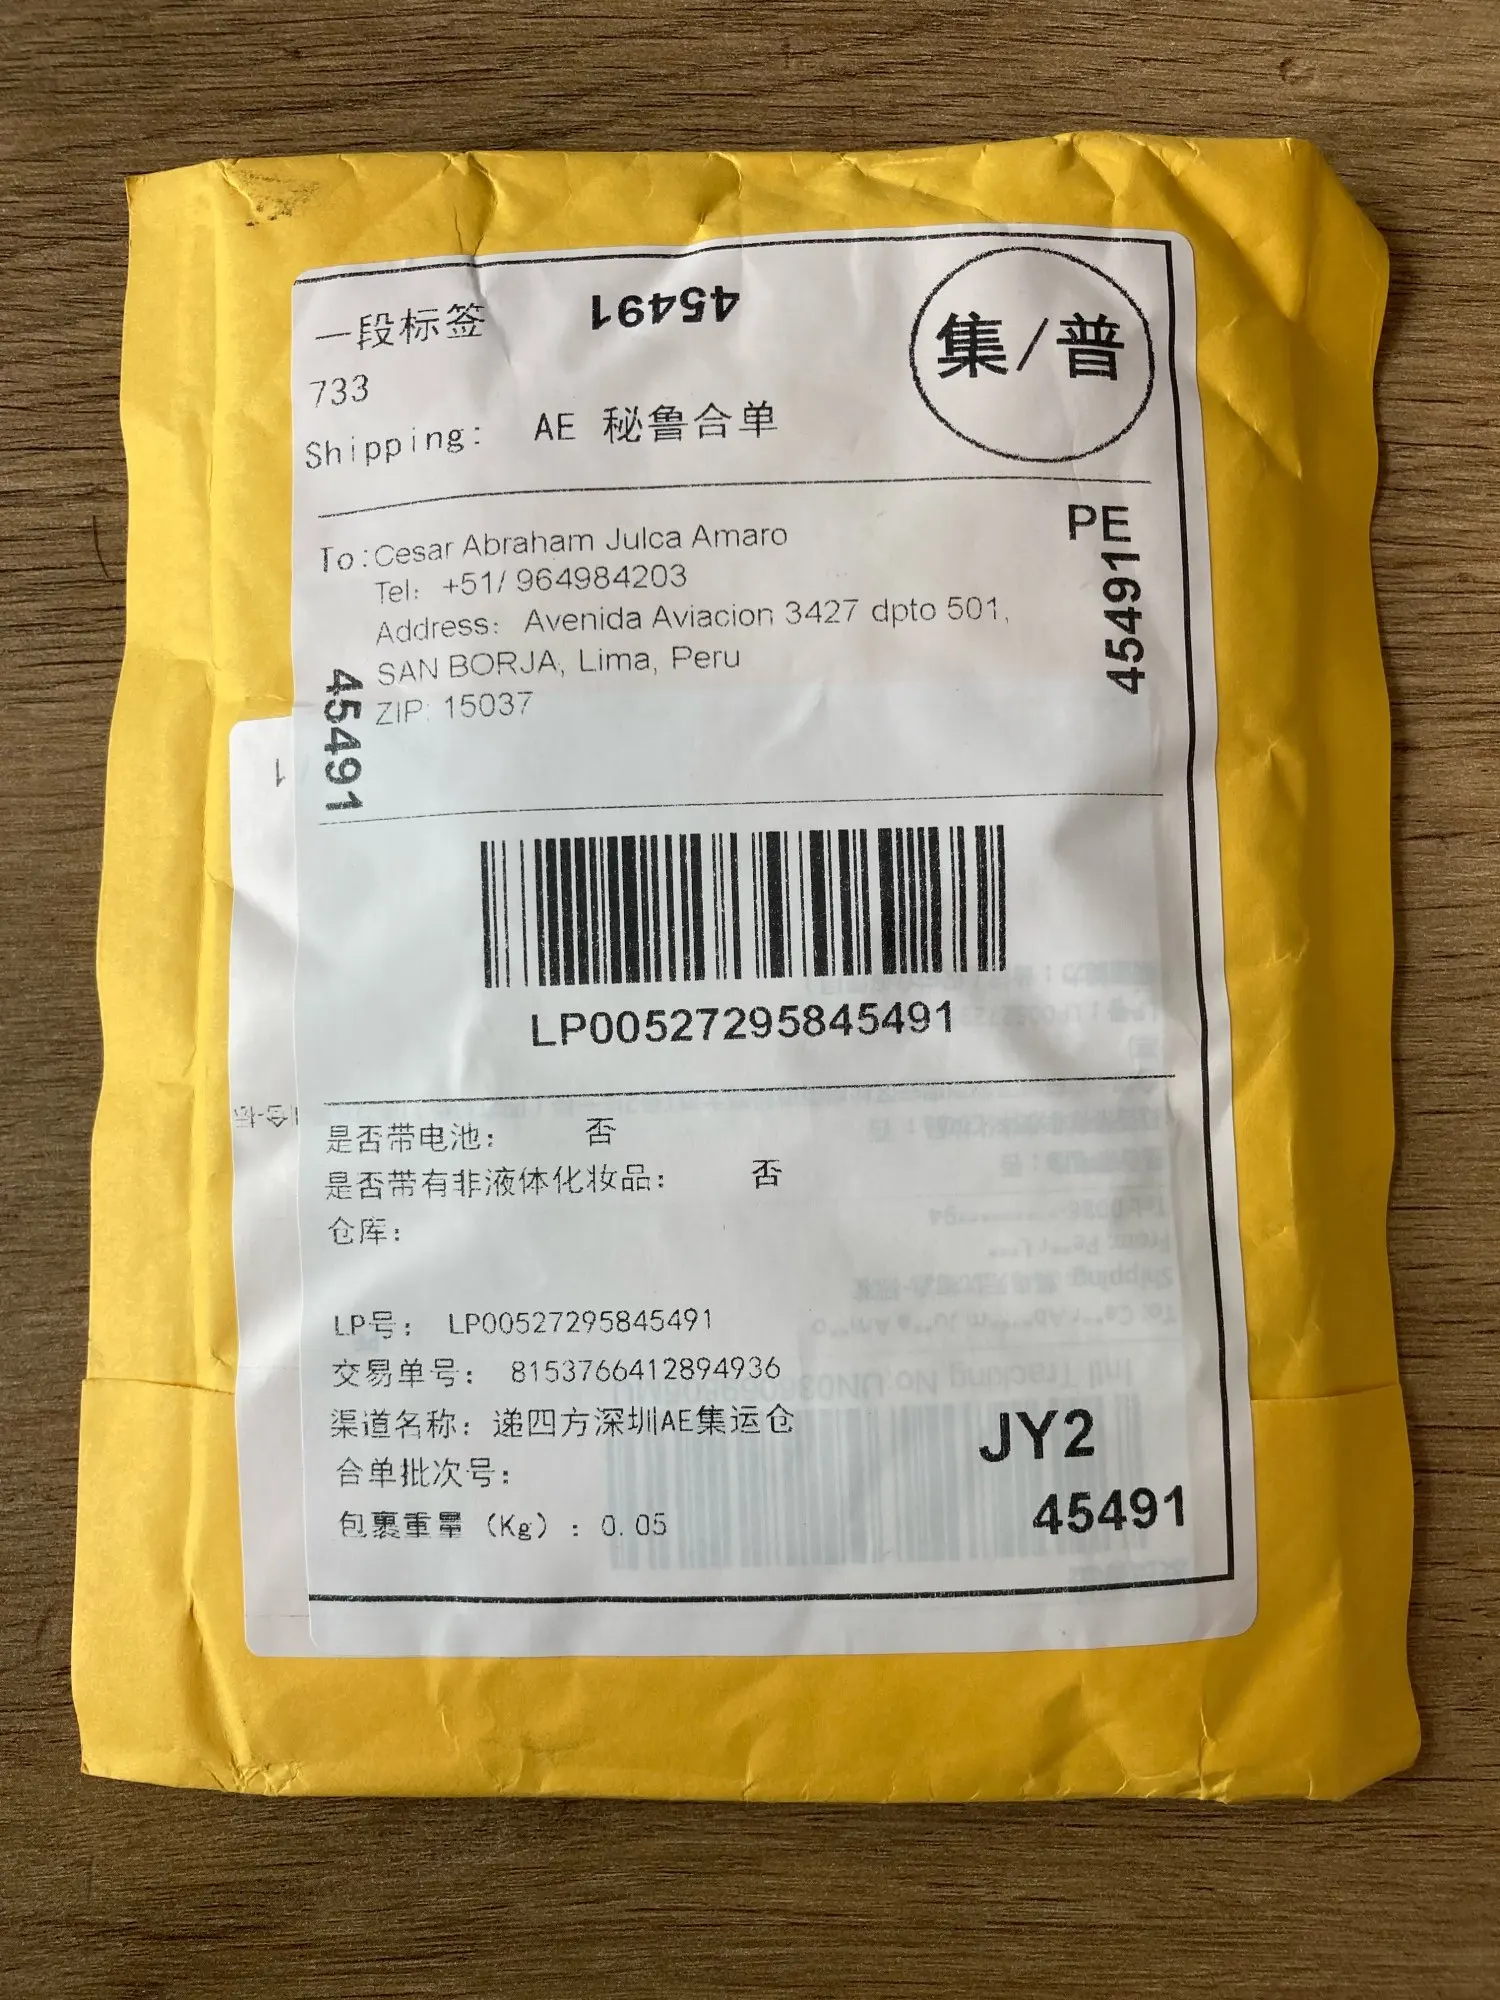 一段标签
45491
集/普
733
Shipping: AE 秘鲁合单
PE
45491
To:Cesar Abraham Julca Amaro
Tel: +51/ 964984203
Address: Avenida Aviacion 3427 dpto 501,
SAN BORJA, Lima, Peru
ZIP: 15037
45491
1
LP00527295845491
是否带电池： 否
是否带有非液体化妆品： 否
仓库：
LP号： LP00527295845491
交易单号： 8153766412894936
渠道名称：递四方深圳AE集运仓
合单批次号：
包裹重量（Kg）：0.05
JY2
45491